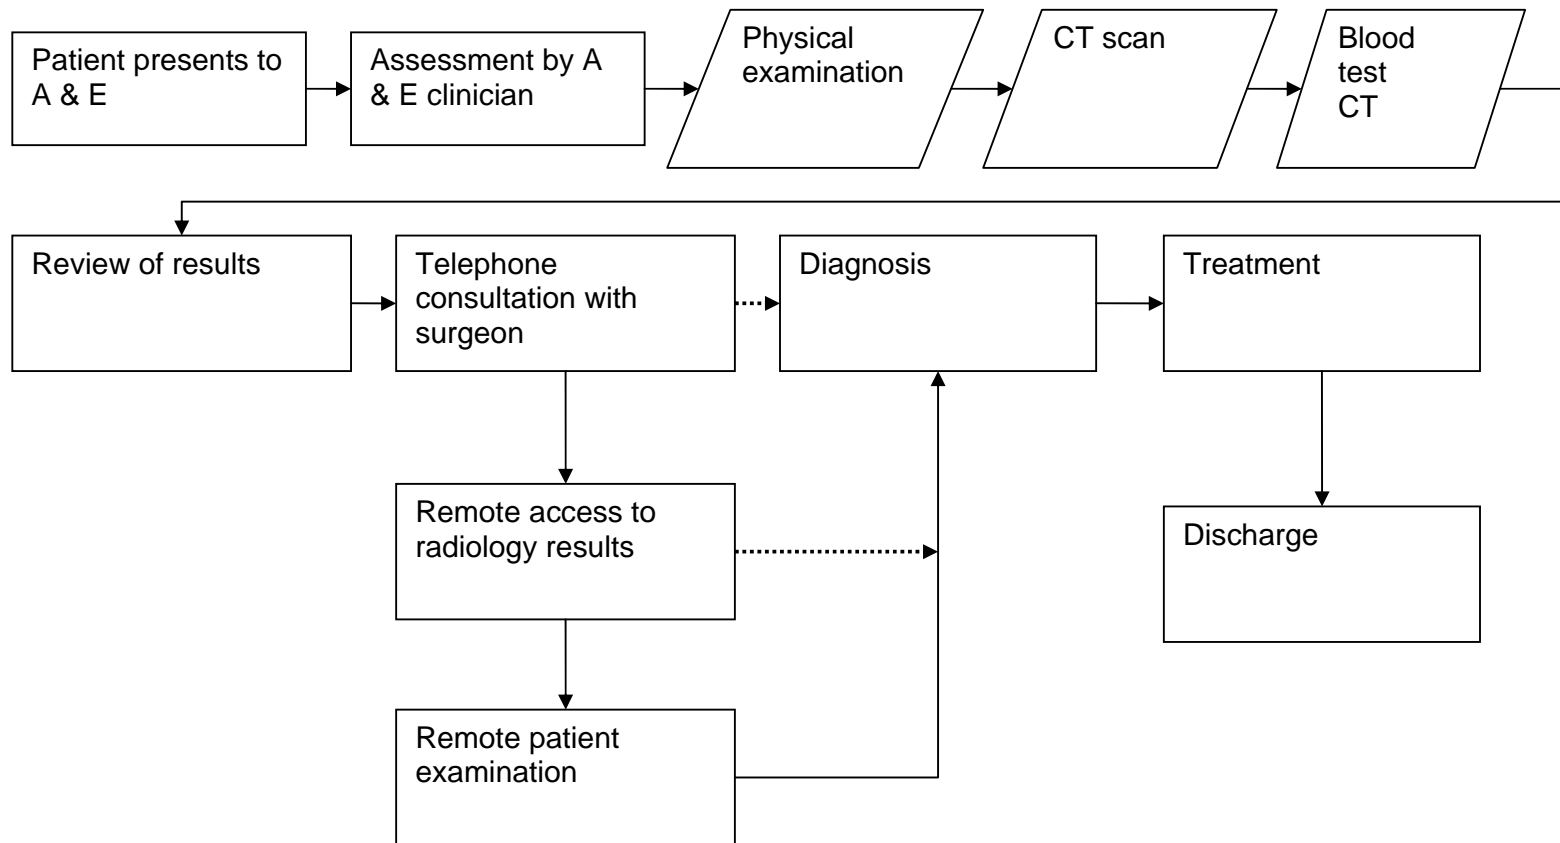 Patient presents to
A & E
Assessment by A
& E clinician
Physical
examination
CT scan
Blood
test
CT
Review of results
Telephone
consultation with
surgeon
Diagnosis
Treatment
Remote access to
radiology results
Discharge
Remote patient
examination